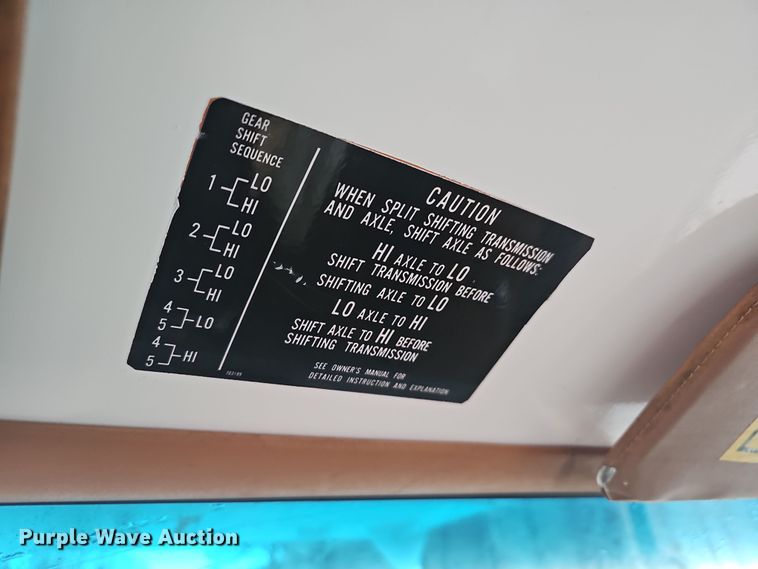 GEAR
SHIFT
SEQUENCE
1 LO
HI
2 LO
HI
3 LO
HI
4
5 LO
4
5 HI
CAUTION
WHEN SPLIT SHIFTING TRANSMISSION
AND AXLE, SHIFT AXLE AS FOLLOWS:
HI AXLE TO LO
SHIFT TRANSMISSION BEFORE
SHIFTING AXLE TO LO
LO AXLE TO HI
SHIFT AXLE TO HI BEFORE
SHIFTING TRANSMISSION
SEE OWNER'S MANUAL FOR
DETAILED INSTRUCTION AND EXPLANATION
Purple Wave Auction